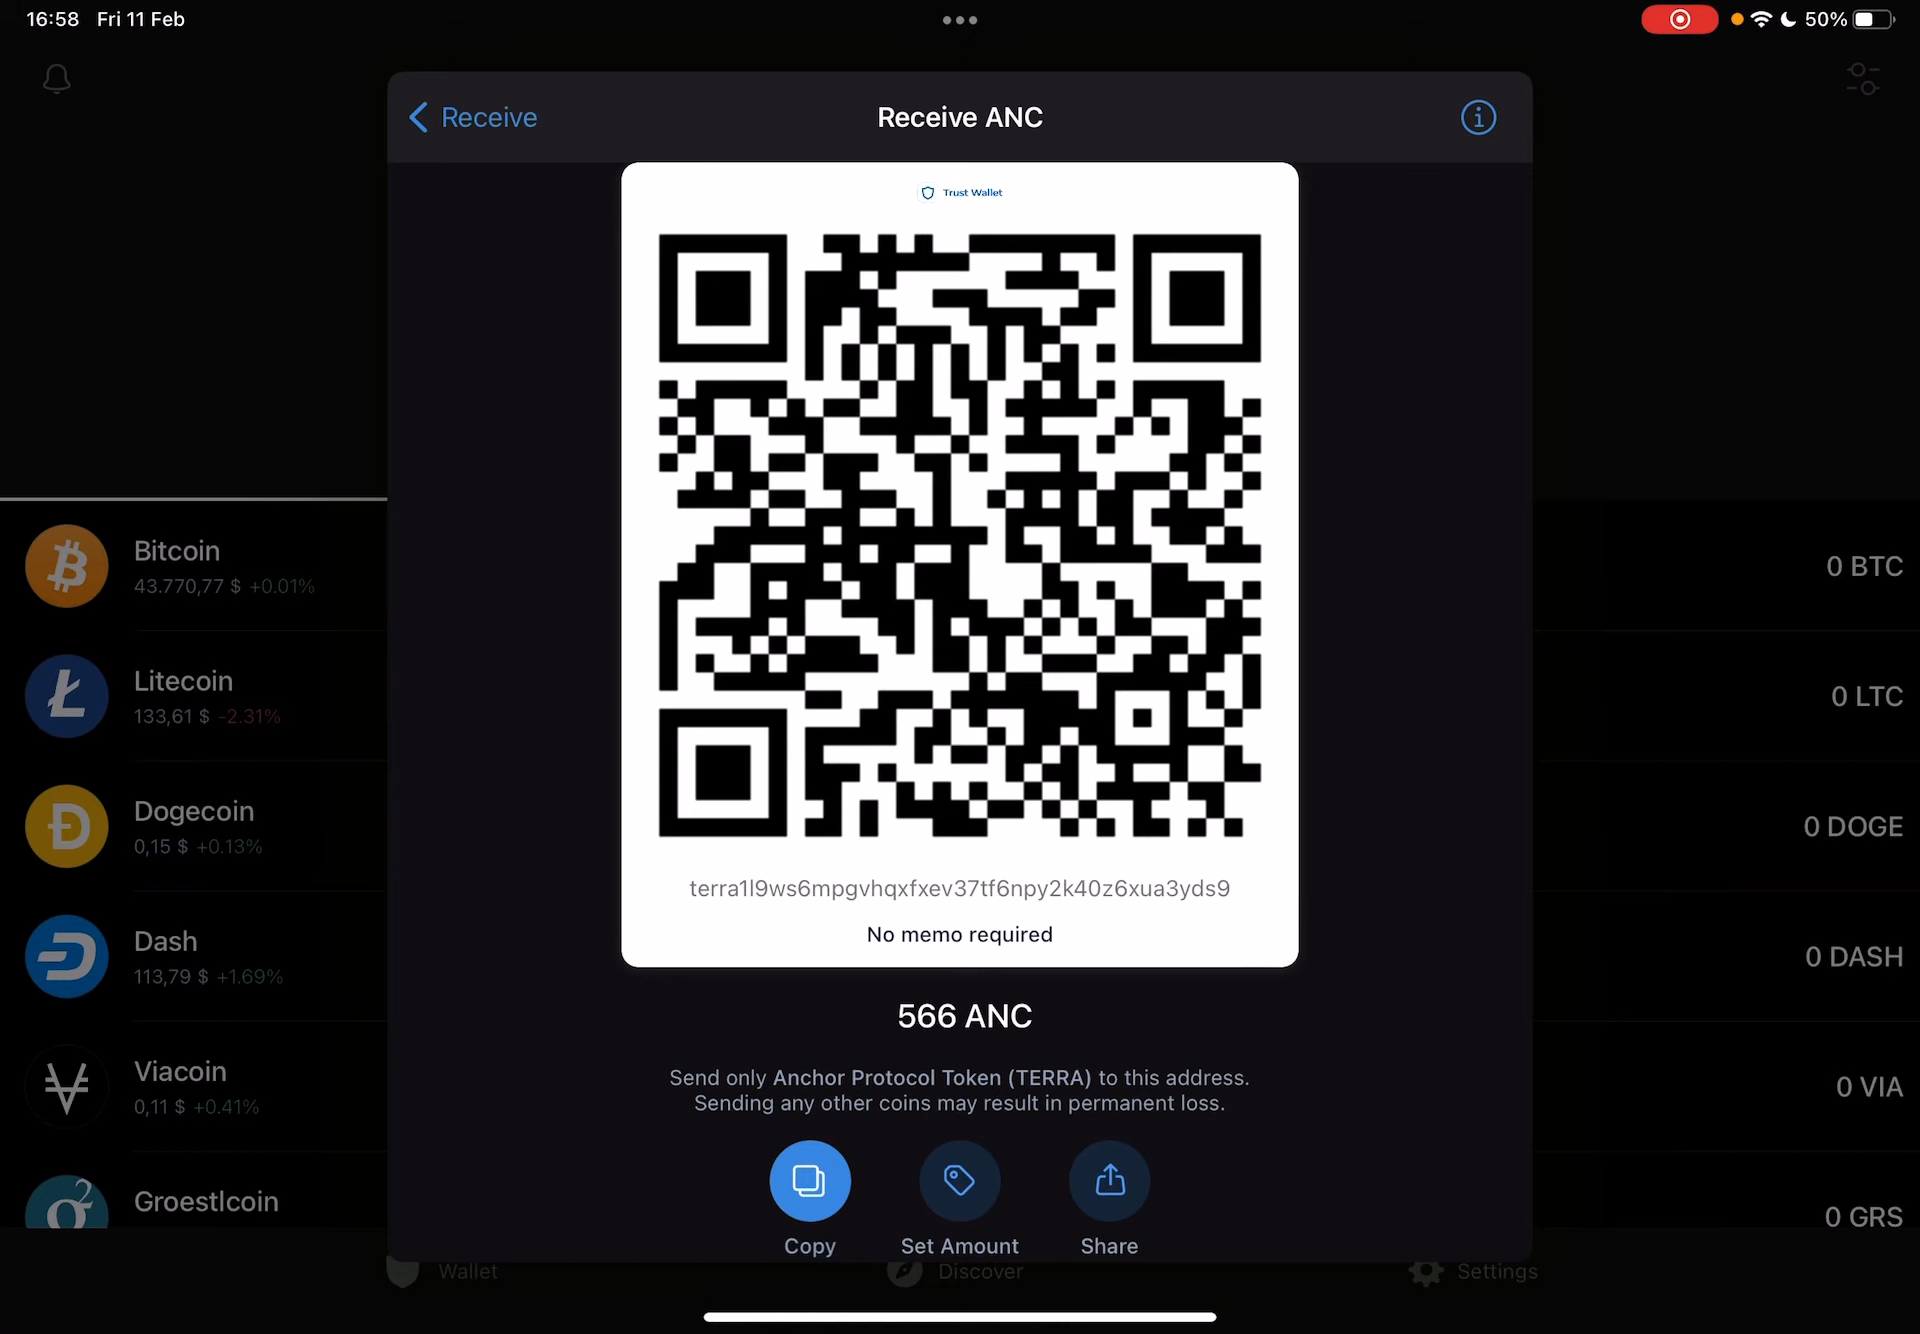 16:58 Fri 11 Feb
50%
Receive
Receive ANC
Trust Wallet
terra1l9ws6mpgvhqxfxev37tf6npy2k40z6xua3yds9
No memo required
566 ANC
Send only Anchor Protocol Token (TERRA) to this address.
Sending any other coins may result in permanent loss.
Copy
Set Amount
Share
Bitcoin
43.770,77 $ +0.01%
0 BTC
Litecoin
133,61 $ -2.31%
0 LTC
Dogecoin
0,15 $ +0.13%
0 DOGE
Dash
113,79 $ +1.69%
0 DASH
Viacoin
0,11 $ +0.41%
0 VIA
Groestlcoin
0 GRS
Wallet
Discover
Settings